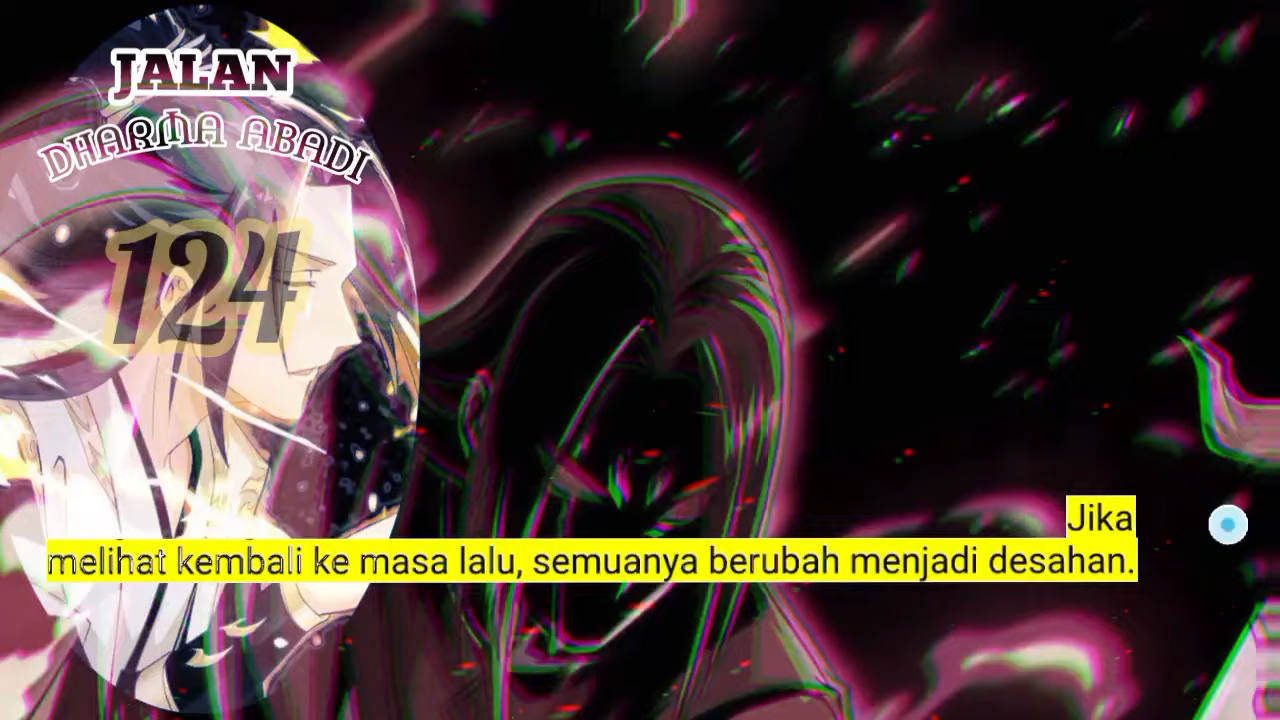 JALAN
DHARMA ABADI
124
Jika
melihat kembali ke masa lalu, semuanya berubah menjadi desahan.